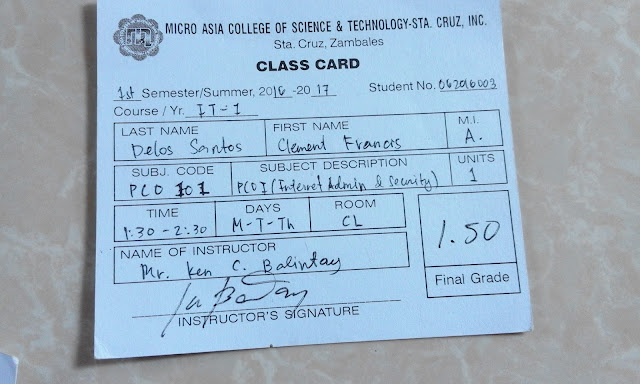 MICRO ASIA COLLEGE OF SCIENCE & TECHNOLOGY-STA. CRUZ, INC.
Sta. Cruz, Zambales
CLASS CARD
1st Semester/Summer, 2016-2017 Student No. 062016003
Course / Yr. IT-1
LAST NAME FIRST NAME M.I.
Delos Santos Clement Francis A.
SUBJ. CODE SUBJECT DESCRIPTION UNITS
PCO 101 PCO I (Internet Admin & Security) 1
TIME DAYS ROOM
1:30 - 2:30 M-T-Th CL
1.50
Final Grade
NAME OF INSTRUCTOR
Mr. Ken C. Balintay
INSTRUCTOR'S SIGNATURE